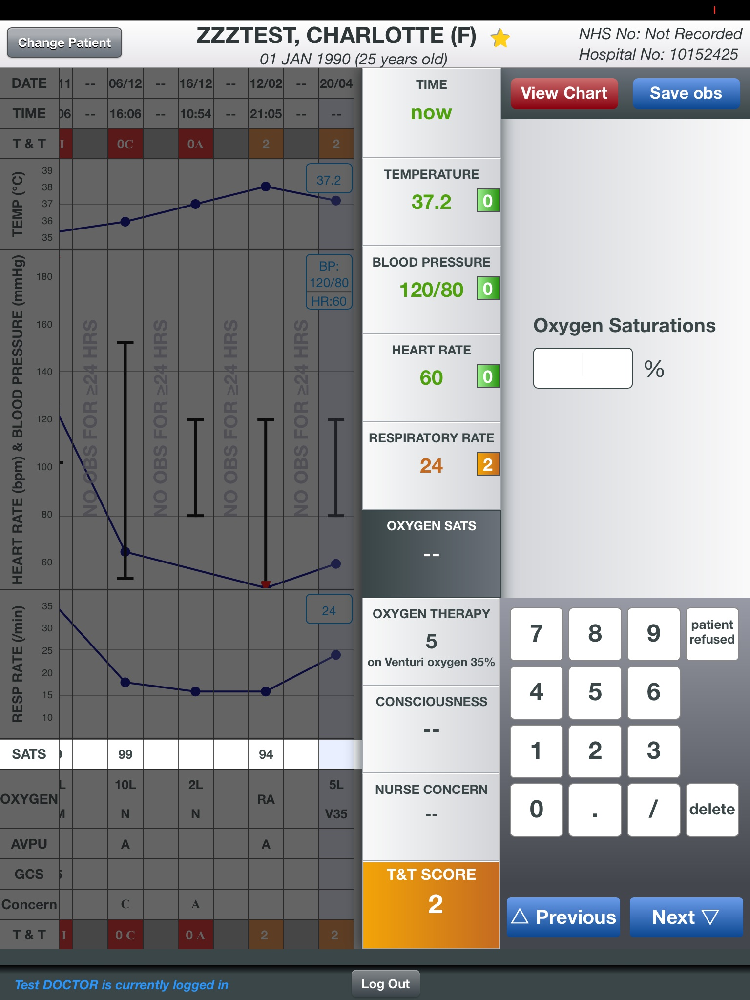 Change Patient
ZZZTEST, CHARLOTTE (F)
01 JAN 1990 (25 years old)
NHS No: Not Recorded
Hospital No: 10152425
DATE 11 -- 06/12 -- 16/12 -- 12/02 -- 20/04
TIME 06 -- 16:06 -- 10:54 -- 21:05 -- --
T & T I 0C 0A 2 2
TEMP (°C)
39
38
37
36
35
37.2
HEART RATE (bpm) & BLOOD PRESSURE (mmHg)
180
160
140
120
100
80
60
BP:
120/80
HR:60
NO OBS FOR ≥24 HRS
NO OBS FOR ≥24 HRS
NO OBS FOR ≥24 HRS
NO OBS FOR ≥24 HRS
RESP RATE (/min)
35
30
25
20
15
10
24
SATS 99 94
OXYGEN
L 10L 2L RA 5L
M N N V35
AVPU A A
GCS
Concern C A
T & T I 0 C 0 A 2 2
TIME
now
TEMPERATURE
37.2 0
BLOOD PRESSURE
120/80 0
HEART RATE
60 0
RESPIRATORY RATE
24 2
OXYGEN SATS
--
OXYGEN THERAPY
5
on Venturi oxygen 35%
CONSCIOUSNESS
--
NURSE CONCERN
--
T&T SCORE
2
View Chart
Save obs
Oxygen Saturations
%
7 8 9 patient refused
4 5 6
1 2 3
0 . / delete
Previous
Next
Test DOCTOR is currently logged in
Log Out